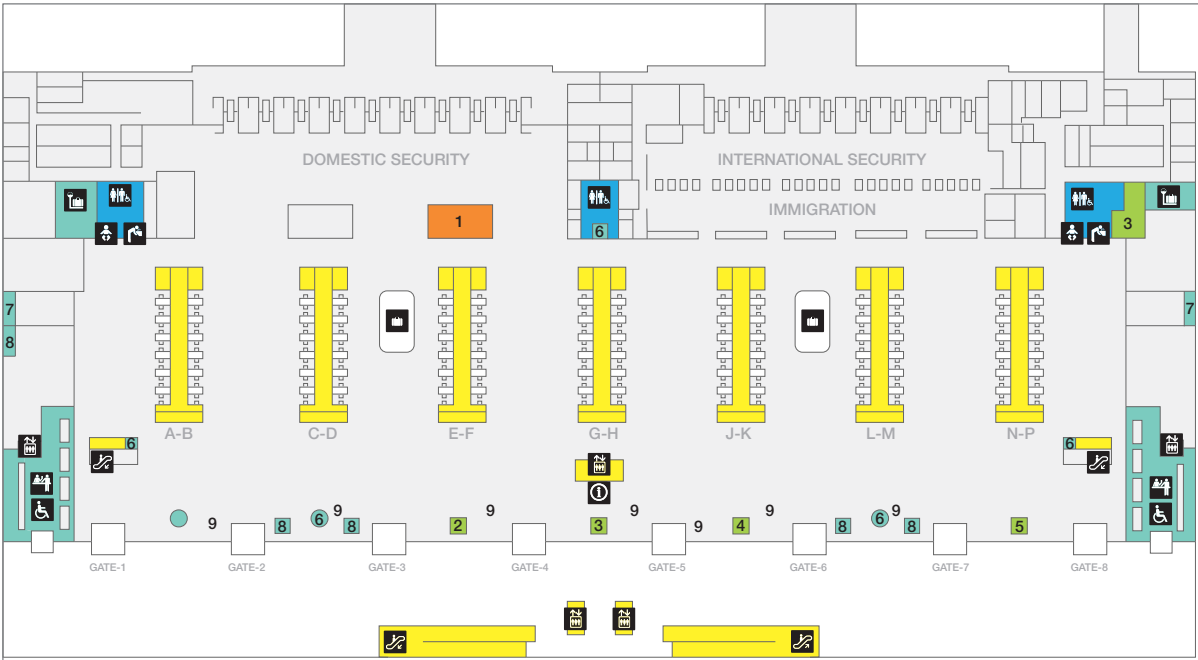 DOMESTIC SECURITY
INTERNATIONAL SECURITY
IMMIGRATION
1
6
3
7
7
8
A-B
C-D
E-F
G-H
J-K
L-M
N-P
6
6
9
8
6
9
8
2
9
3
9
9
4
9
8
6
9
8
5
GATE-1
GATE-2
GATE-3
GATE-4
GATE-5
GATE-6
GATE-7
GATE-8